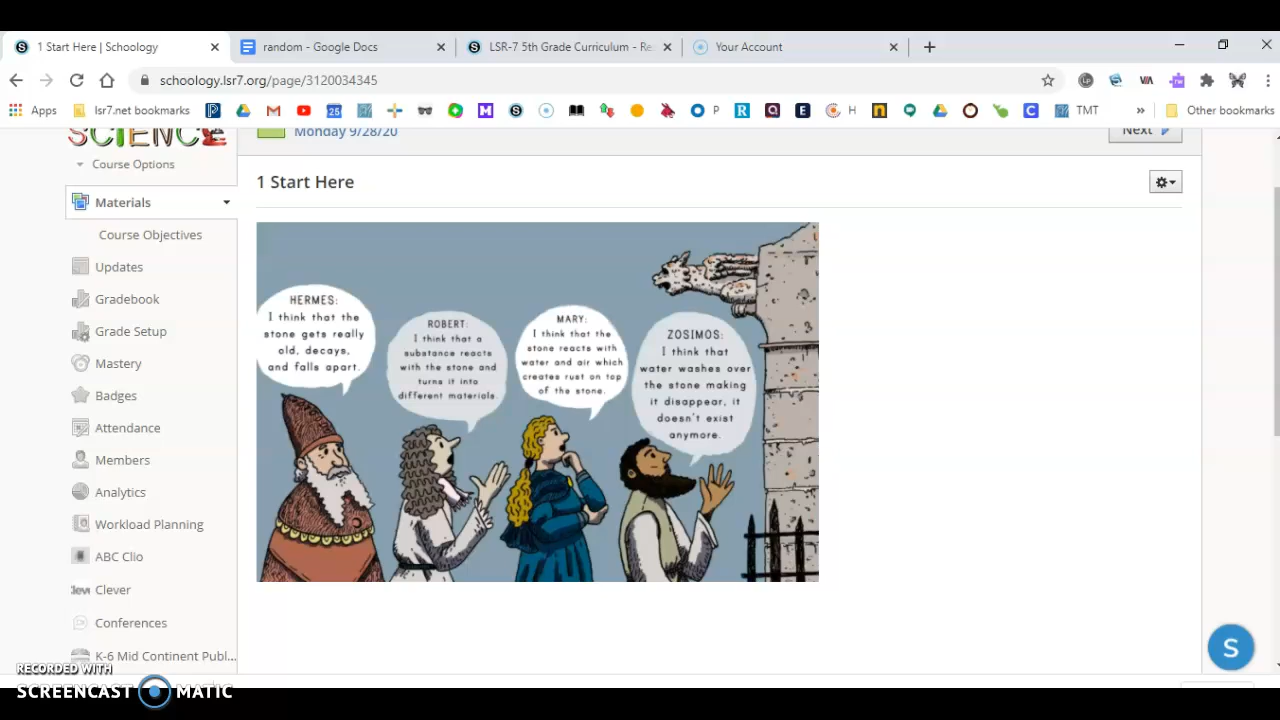 1 Start Here | Schoology
random - Google Docs
LSR-7 5th Grade Curriculum - Re
Your Account
schoology.lsr7.org/page/3120034345
Apps
lsr7.net bookmarks
P
H
TMT
»
Other bookmarks
SCIENCE
Course Options
Materials
Course Objectives
Updates
Gradebook
Grade Setup
Mastery
Badges
Attendance
Members
Analytics
Workload Planning
ABC Clio
Clever
Conferences
K-6 Mid Continent Publ...
Monday 9/28/20
Next
1 Start Here
HERMES:
I think that the
stone gets really
old, decays,
and falls apart.
ROBERT:
I think that a
substance reacts
with the stone and
turns it into
different materials.
MARY:
I think that the
stone reacts with
water and air which
creates rust on top
of the stone.
ZOSIMOS:
I think that
water washes over
the stone making
it disappear, it
doesn't exist
anymore.
S
RECORDED WITH
SCREENCAST MATIC